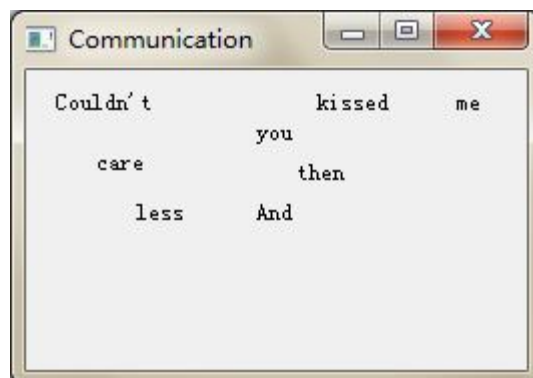 Communication
Couldn't kissed me
you
care then
less And